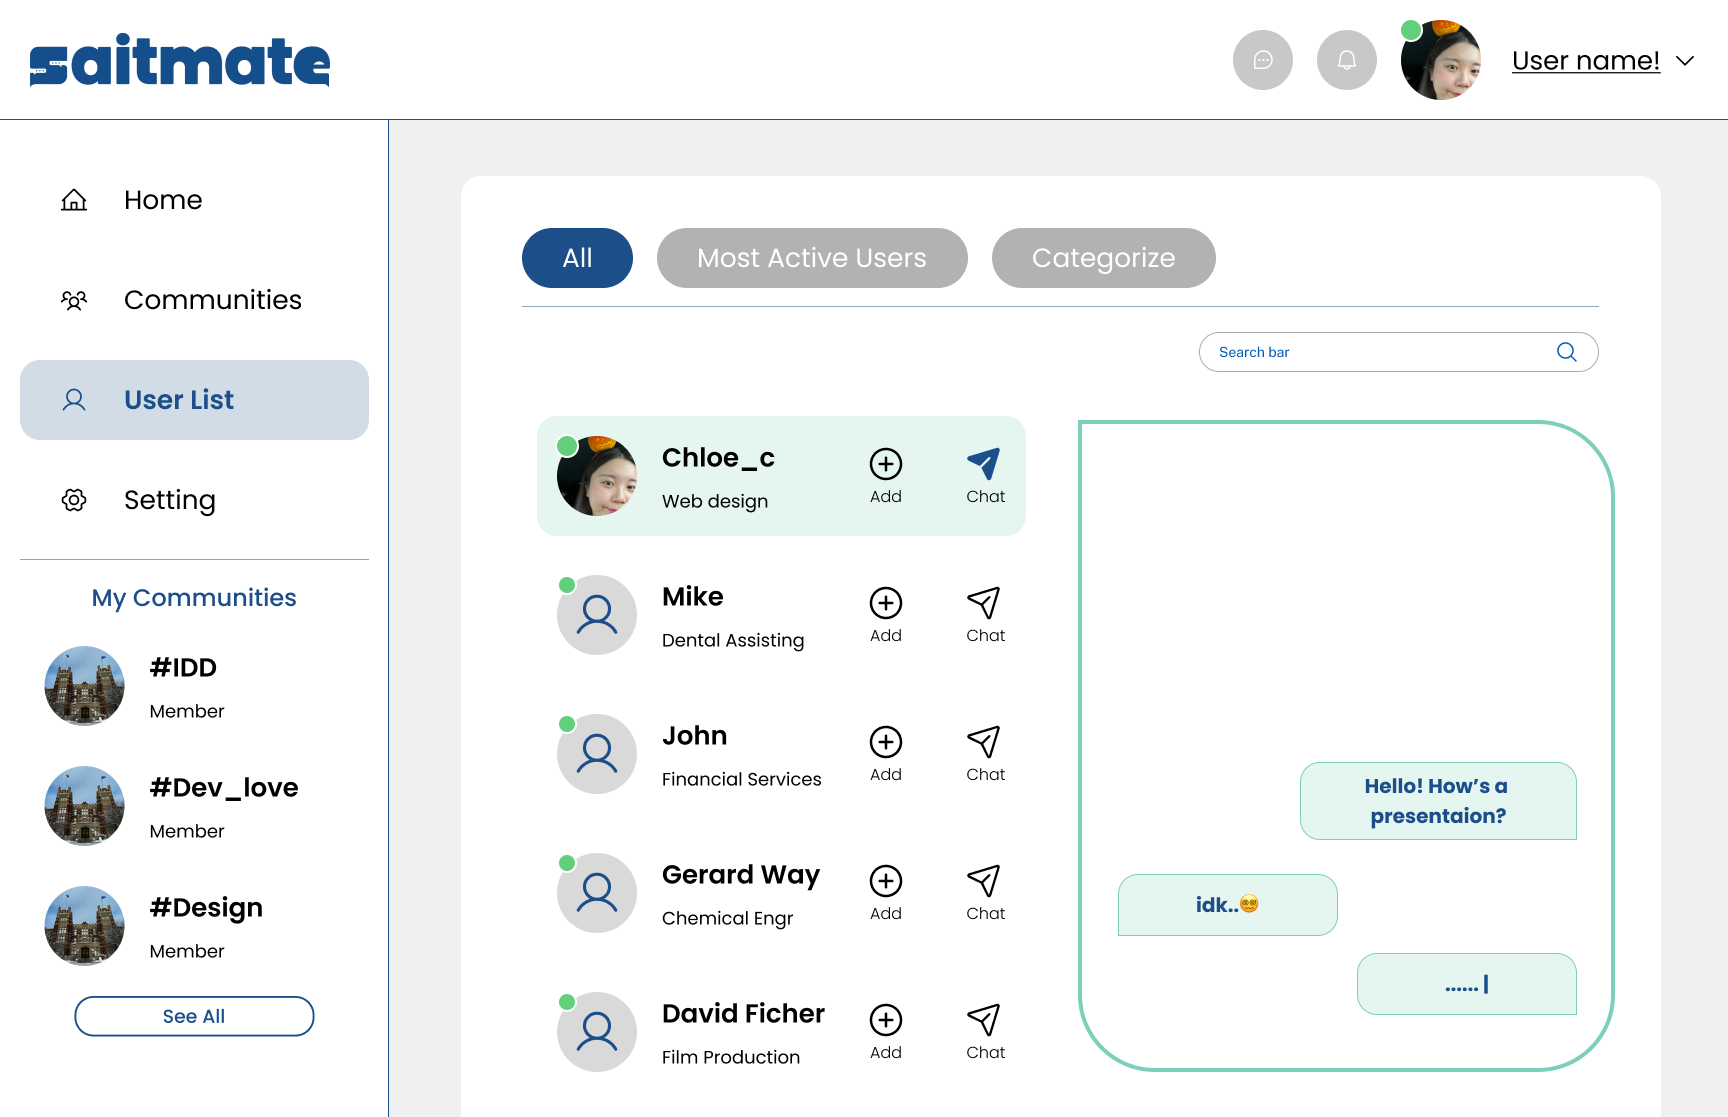 saitmate
User name!
Home
Communities
User List
Setting
My Communities
#IDD
Member
#Dev_love
Member
#Design
Member
See All
All
Most Active Users
Categorize
Search bar
Chloe_c
Web design
Add
Chat
Mike
Dental Assisting
Add
Chat
John
Financial Services
Add
Chat
Gerard Way
Chemical Engr
Add
Chat
David Ficher
Film Production
Add
Chat
Hello! How’s a
presentaion?
idk..😵‍💫
...... |